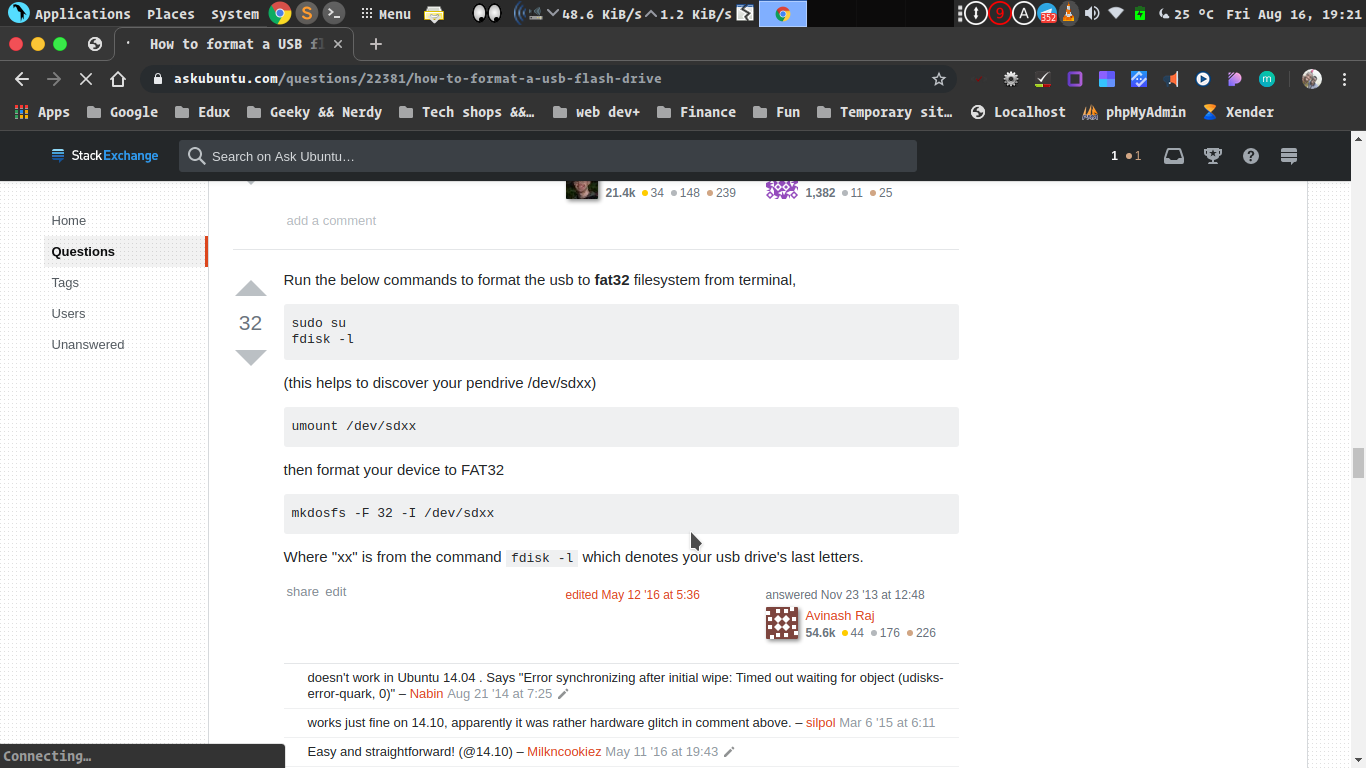 Applications Places System Menu 48.6 KiB/s 1.2 KiB/s 9 A 352 25 °C Fri Aug 16, 19:21
How to format a USB fl
askubuntu.com/questions/22381/how-to-format-a-usb-flash-drive
Apps Google Edux Geeky && Nerdy Tech shops &&… web dev+ Finance Fun Temporary sit… Localhost phpMyAdmin Xender
StackExchange Search on Ask Ubuntu… 1 1
21.4k 34 148 239 1,382 11 25
Home
Questions
Tags
Users
Unanswered
add a comment
Run the below commands to format the usb to fat32 filesystem from terminal,
32
sudo su
fdisk -l
(this helps to discover your pendrive /dev/sdxx)
umount /dev/sdxx
then format your device to FAT32
mkdosfs -F 32 -I /dev/sdxx
Where "xx" is from the command fdisk -l which denotes your usb drive's last letters.
share edit
edited May 12 '16 at 5:36
answered Nov 23 '13 at 12:48
Avinash Raj
54.6k 44 176 226
doesn't work in Ubuntu 14.04 . Says "Error synchronizing after initial wipe: Timed out waiting for object (udisks-
error-quark, 0)" – Nabin Aug 21 '14 at 7:25
works just fine on 14.10, apparently it was rather hardware glitch in comment above. – silpol Mar 6 '15 at 6:11
Easy and straightforward! (@14.10) – Milkncookiez May 11 '16 at 19:43
Connecting…